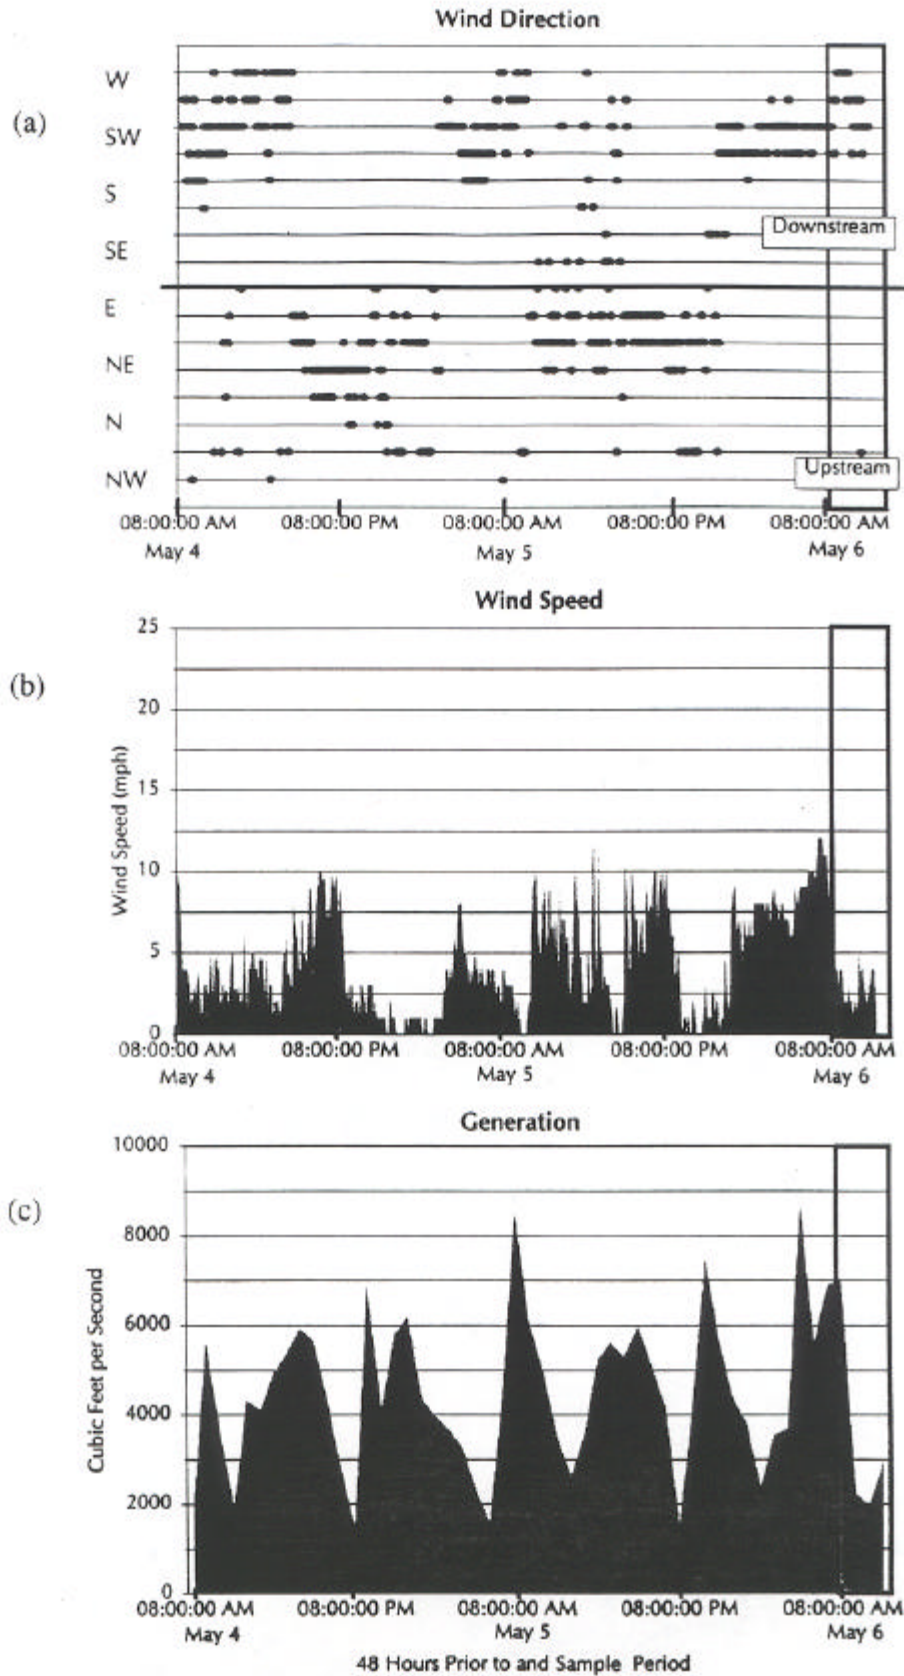 Wind Direction
(a)
W
SW
S
SE
E
NE
N
NW
Downstream
Upstream
08:00:00 AM 08:00:00 PM 08:00:00 AM 08:00:00 PM 08:00:00 AM
May 4 May 5 May 6
Wind Speed
(b)
Wind Speed (mph)
25
20
15
10
5
0
08:00:00 AM 08:00:00 PM 08:00:00 AM 08:00:00 PM 08:00:00 AM
May 4 May 5 May 6
Generation
(c)
Cubic Feet per Second
10000
8000
6000
4000
2000
0
08:00:00 AM 08:00:00 PM 08:00:00 AM 08:00:00 PM 08:00:00 AM
May 4 May 5 May 6
48 Hours Prior to and Sample Period